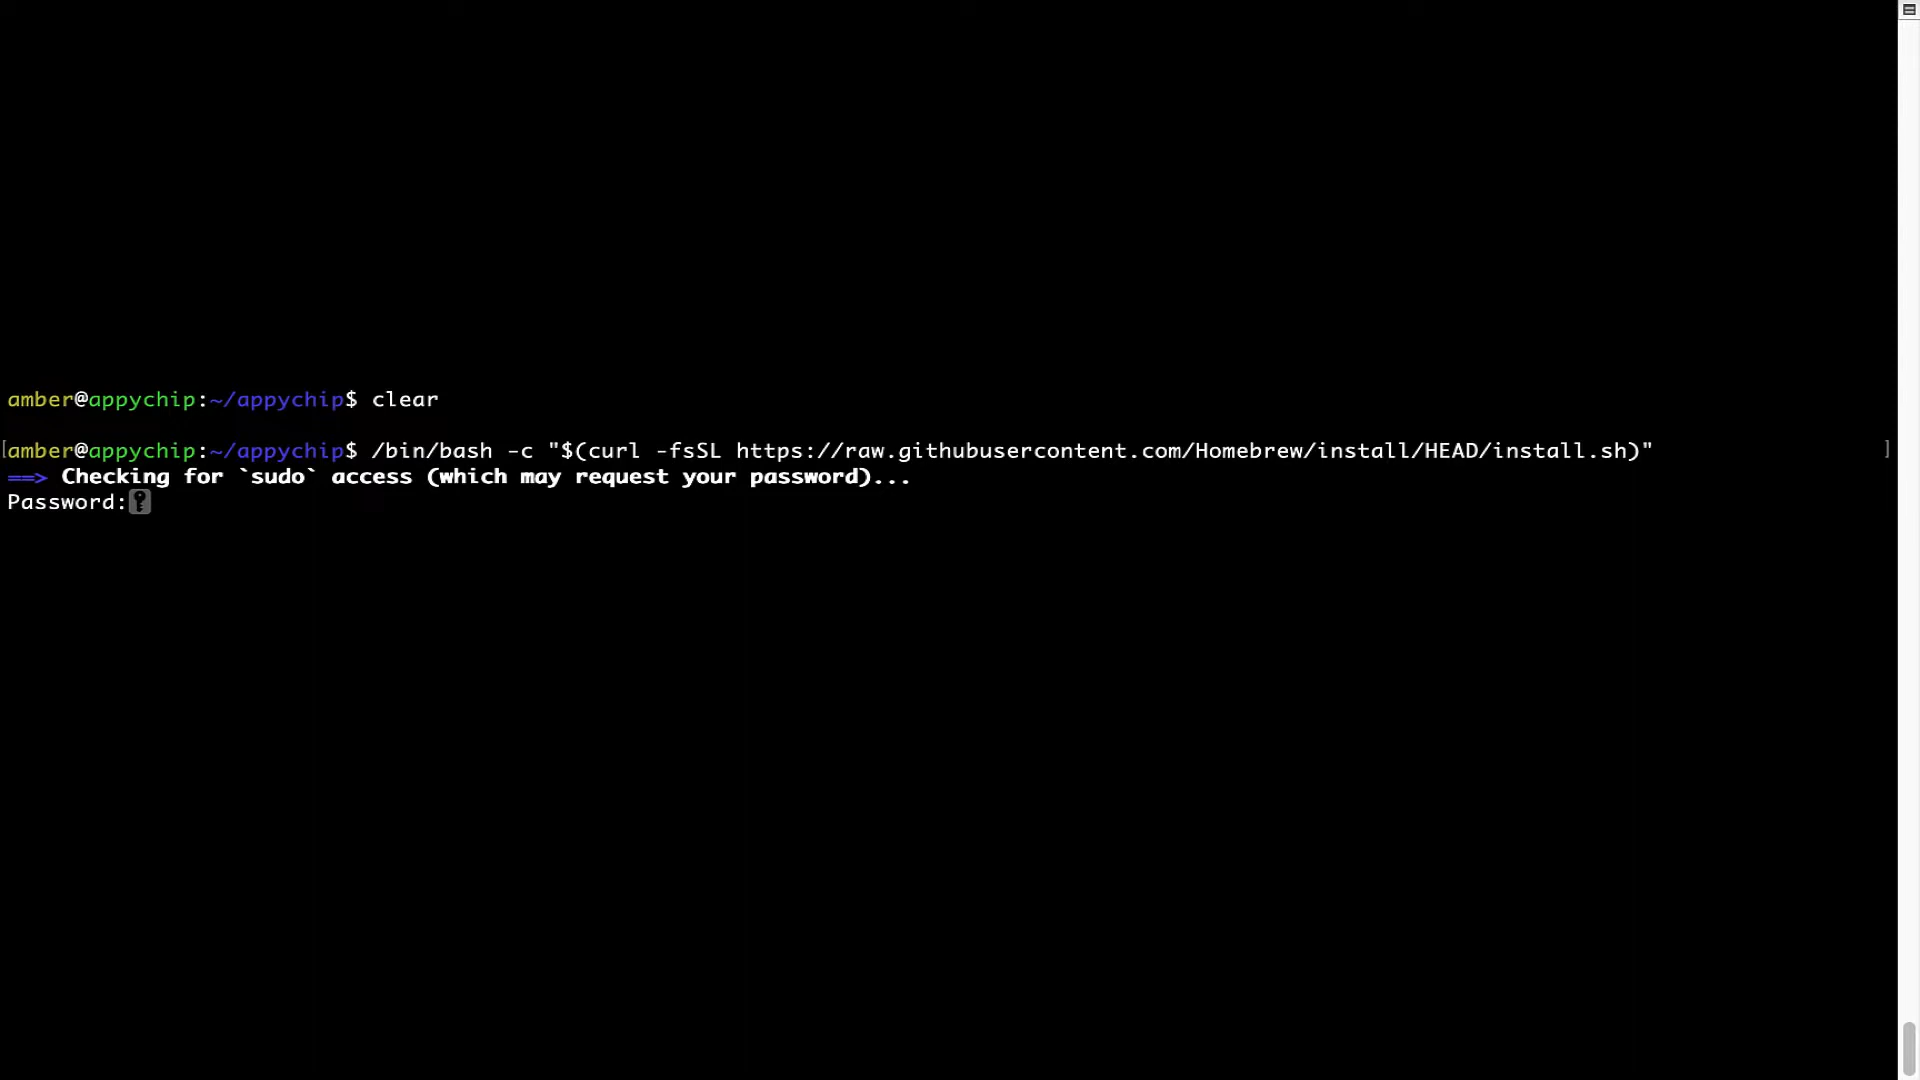 amber@appychip:~/appychip$ clear
[amber@appychip:~/appychip$ /bin/bash -c "$(curl -fsSL https://raw.githubusercontent.com/Homebrew/install/HEAD/install.sh)" ]
==> Checking for `sudo` access (which may request your password)...
Password: